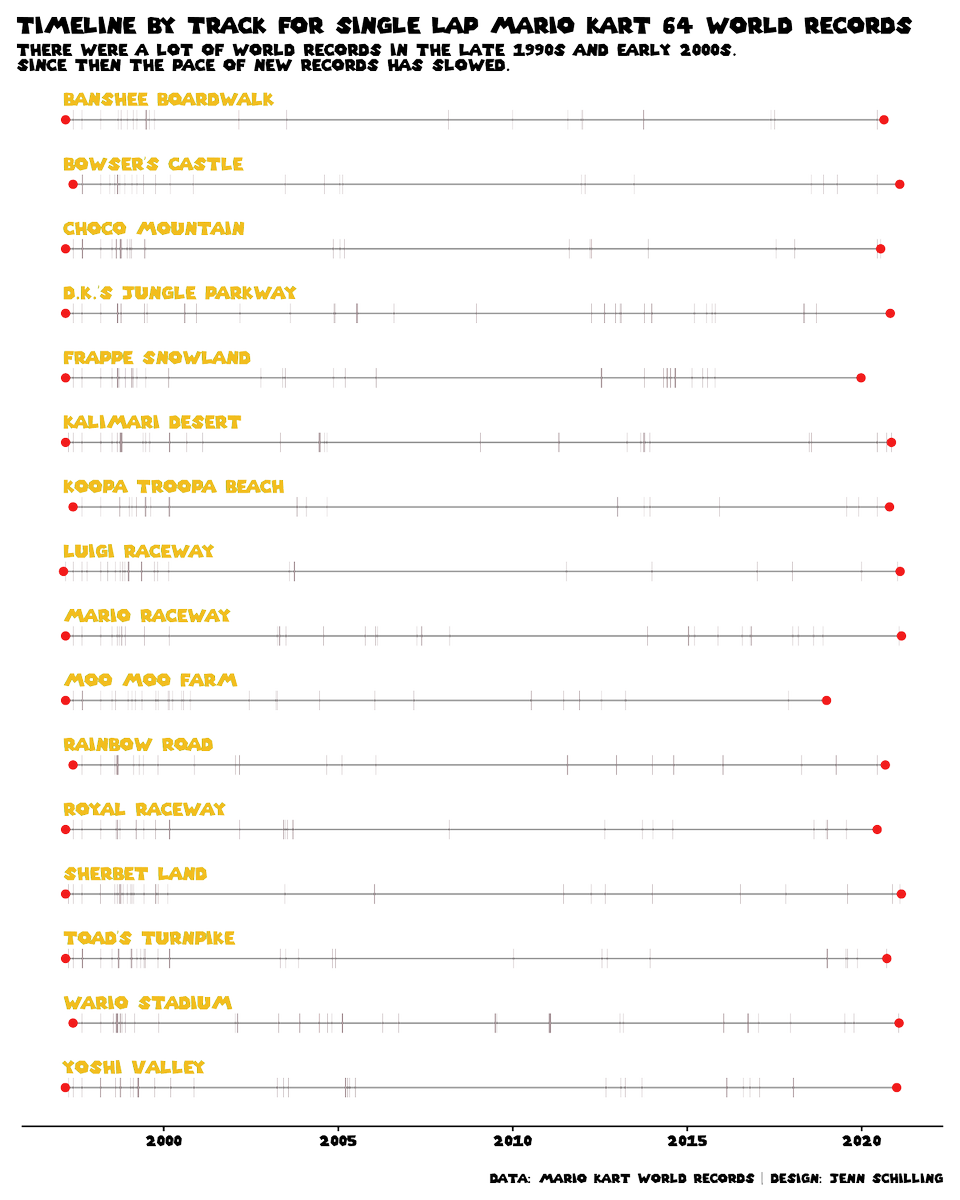 TIMELINE BY TRACK FOR SINGLE LAP MARIO KART 64 WORLD RECORDS
THERE WERE A LOT OF WORLD RECORDS IN THE LATE 1990S AND EARLY 2000S.
SINCE THEN THE PACE OF NEW RECORDS HAS SLOWED.
BANSHEE BOARDWALK
BOWSER'S CASTLE
CHOCO MOUNTAIN
D.K.'S JUNGLE PARKWAY
FRAPPE SNOWLAND
KALIMARI DESERT
KOOPA TROOPA BEACH
LUIGI RACEWAY
MARIO RACEWAY
MOO MOO FARM
RAINBOW ROAD
ROYAL RACEWAY
SHERBET LAND
TOAD'S TURNPIKE
WARIO STADIUM
YOSHI VALLEY
2000 2005 2010 2015 2020
DATA: MARIO KART WORLD RECORDS | DESIGN: JENN SCHILLING